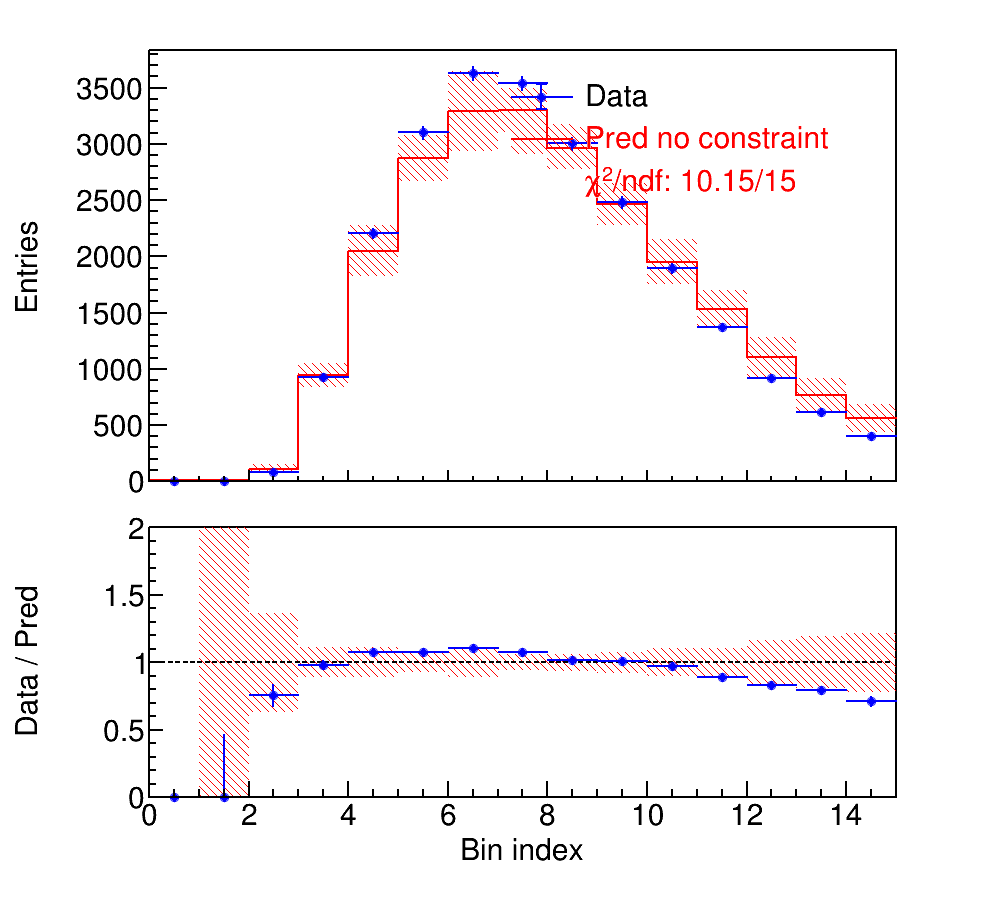 Entries
3500
3000
2500
2000
1500
1000
500
0
Data
Pred no constraint
χ²/ndf: 10.15/15
Data / Pred
2
1.5
1
0.5
0
0 2 4 6 8 10 12 14
Bin index